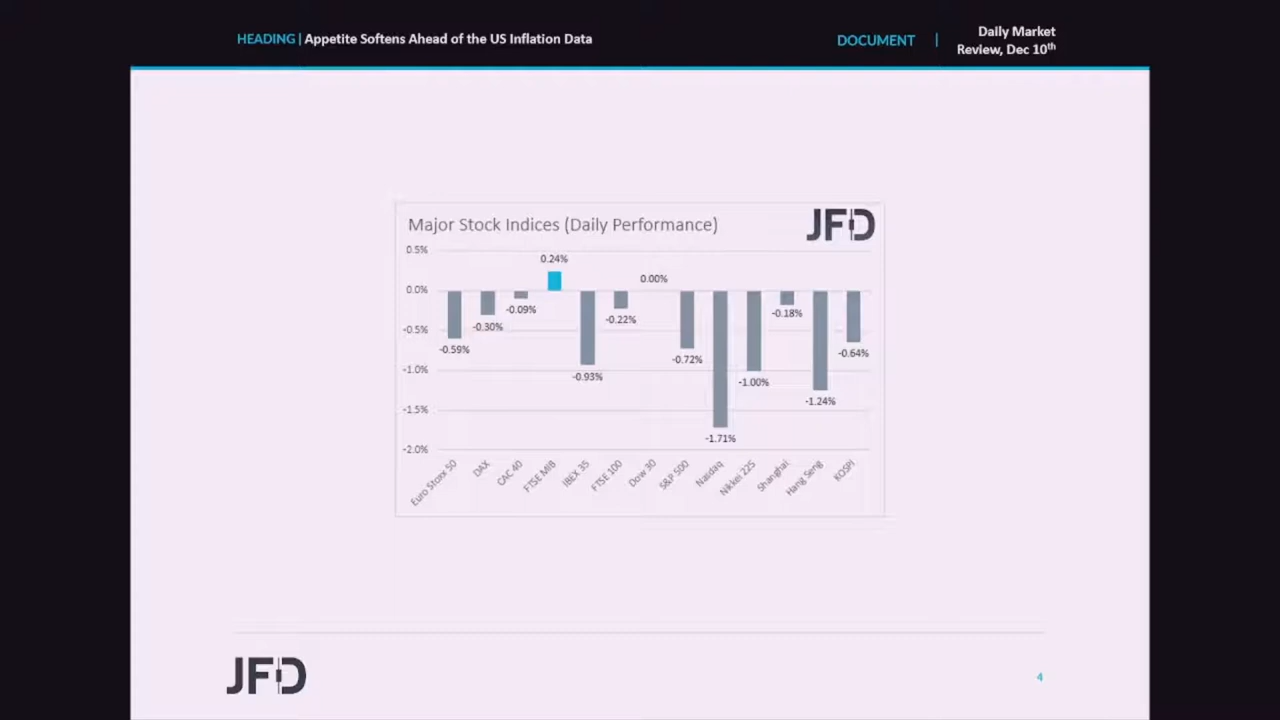 HEADING | Appetite Softens Ahead of the US Inflation Data
DOCUMENT |
Daily Market
Review, Dec 10th
Major Stock Indices (Daily Performance)
JFD
0.5%
0.0%
-0.5%
-1.0%
-1.5%
-2.0%
-0.59%
-0.30%
-0.09%
0.24%
-0.93%
-0.22%
0.00%
-0.72%
-1.71%
-1.00%
-0.18%
-1.24%
-0.64%
Euro Stoxx 50
DAX
CAC 40
FTSE MIB
IBEX 35
FTSE 100
Dow 30
S&P 500
Nasdaq
Nikkei 225
Shanghai
Hang Seng
KOSPI
JFD
4